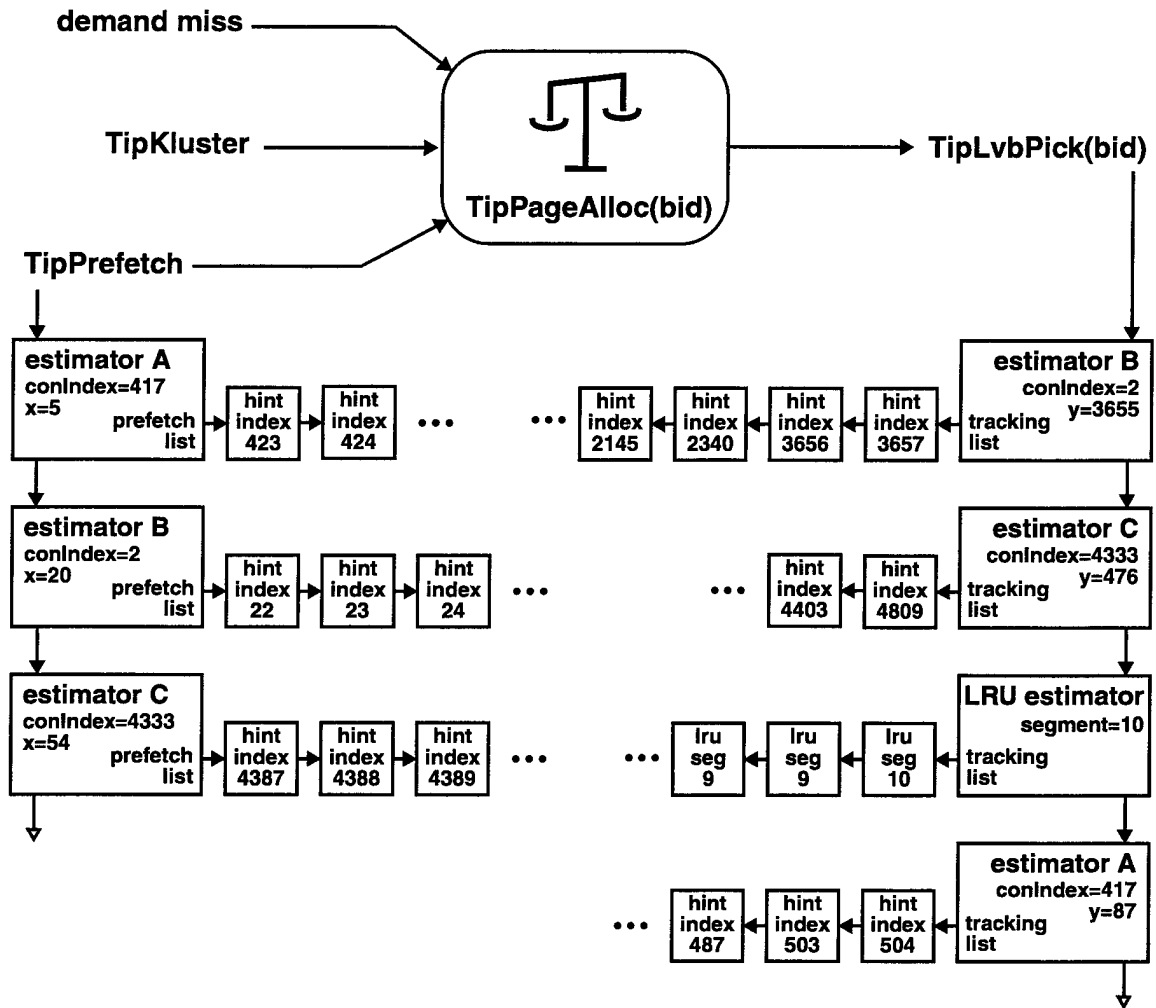 demand miss
TipKluster
TipPageAlloc(bid)
TipLvbPick(bid)
TipPrefetch
estimator A
conIndex=417
x=5
prefetch
list
hint
index
423
hint
index
424
•••
•••
hint
index
2145
hint
index
2340
hint
index
3656
hint
index
3657
estimator B
conIndex=2
y=3655
tracking
list
estimator B
conIndex=2
x=20
prefetch
list
hint
index
22
hint
index
23
hint
index
24
•••
•••
hint
index
4403
hint
index
4809
estimator C
conIndex=4333
y=476
tracking
list
estimator C
conIndex=4333
x=54
prefetch
list
hint
index
4387
hint
index
4388
hint
index
4389
•••
•••
lru
seg
9
lru
seg
9
lru
seg
10
LRU estimator
segment=10
tracking
list
•••
hint
index
487
hint
index
503
hint
index
504
estimator A
conIndex=417
y=87
tracking
list